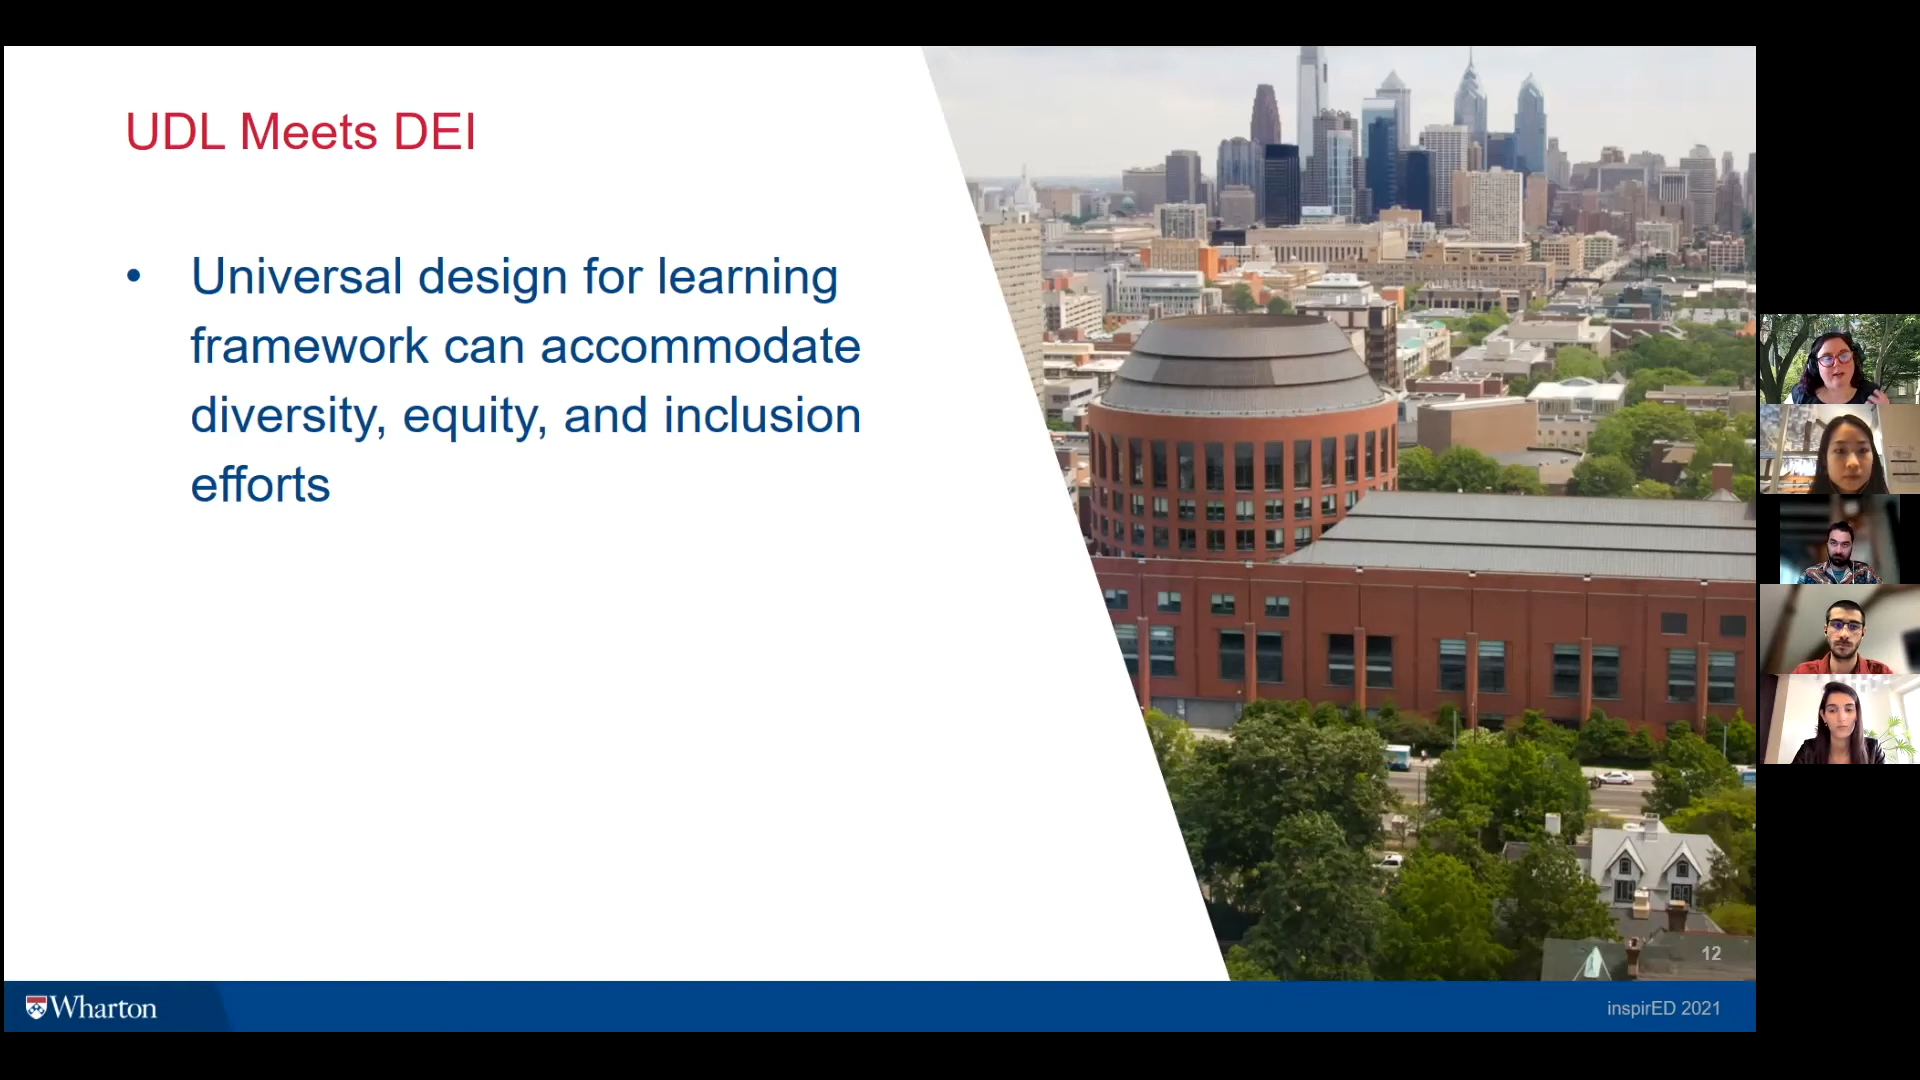 UDL Meets DEI
• Universal design for learning
framework can accommodate
diversity, equity, and inclusion
efforts
12
Wharton
inspirED 2021